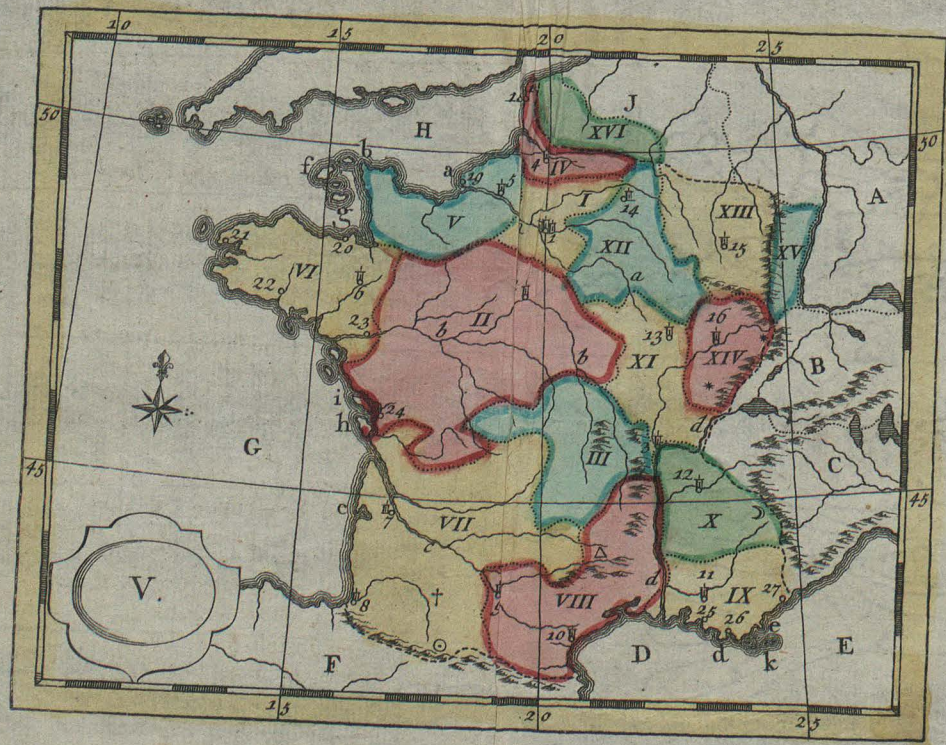 10 15 20 25
50 50
H J A
18 XVI
b f a 19 5 4 IV
g V I 14 XIII
1 XII 15 XV
21 20
VI 22 6 a
23 II b 13 16 XIV
XI B
b
i 24
h d
G III C
45 45
12
c 7 VII X
c
V. 8 † 9 VIII d 11 IX 27
25 26 e
10 d k
F D E
15 20 25